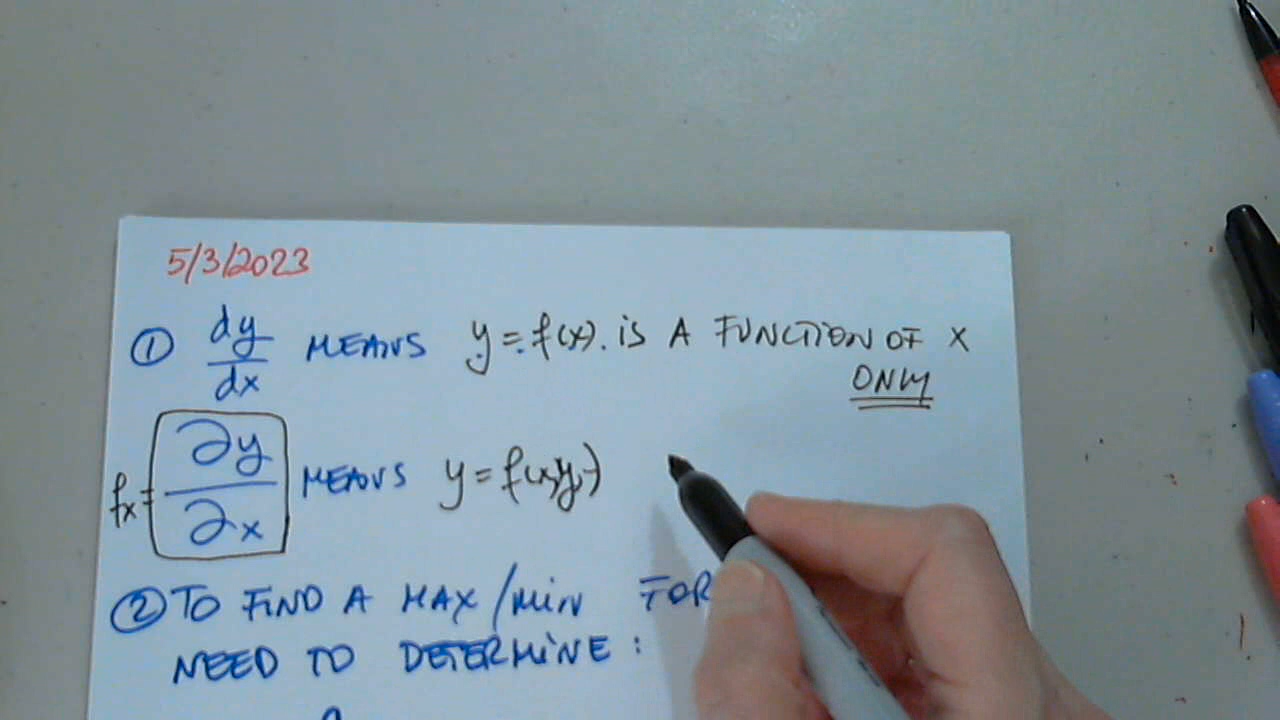 5/3/2023
① dy/dx MEANS y = f(x). is A FUNCTION OF X
ONLY
fx = ∂y/∂x MEANS y = f(x,y,)
② TO FIND A MAX/MIN FOR
NEED TO DETERMINE: